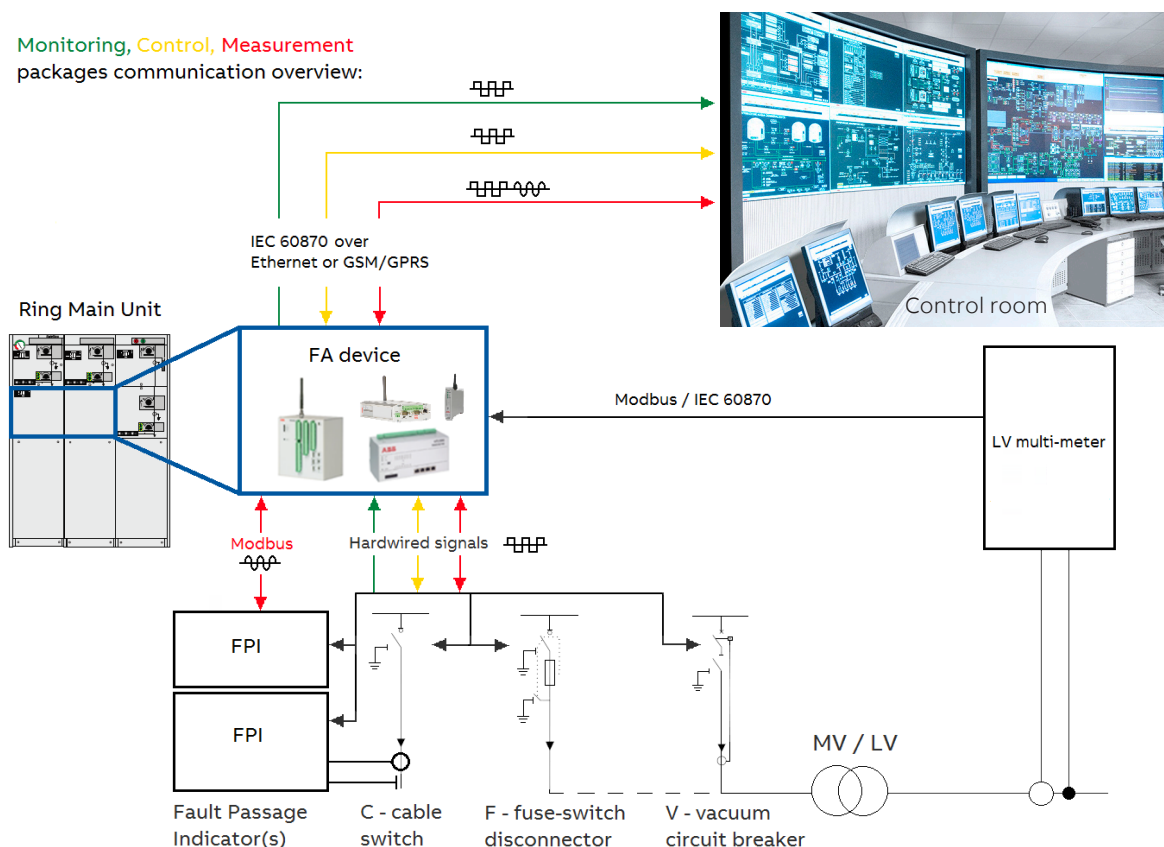 Monitoring, Control, Measurement
packages communication overview:
IEC 60870 over
Ethernet or GSM/GPRS
Control room
Ring Main Unit
FA device
ABB
Modbus / IEC 60870
LV multi-meter
Modbus
Hardwired signals
FPI
FPI
MV / LV
Fault Passage
Indicator(s)
C - cable
switch
F - fuse-switch
disconnector
V - vacuum
circuit breaker